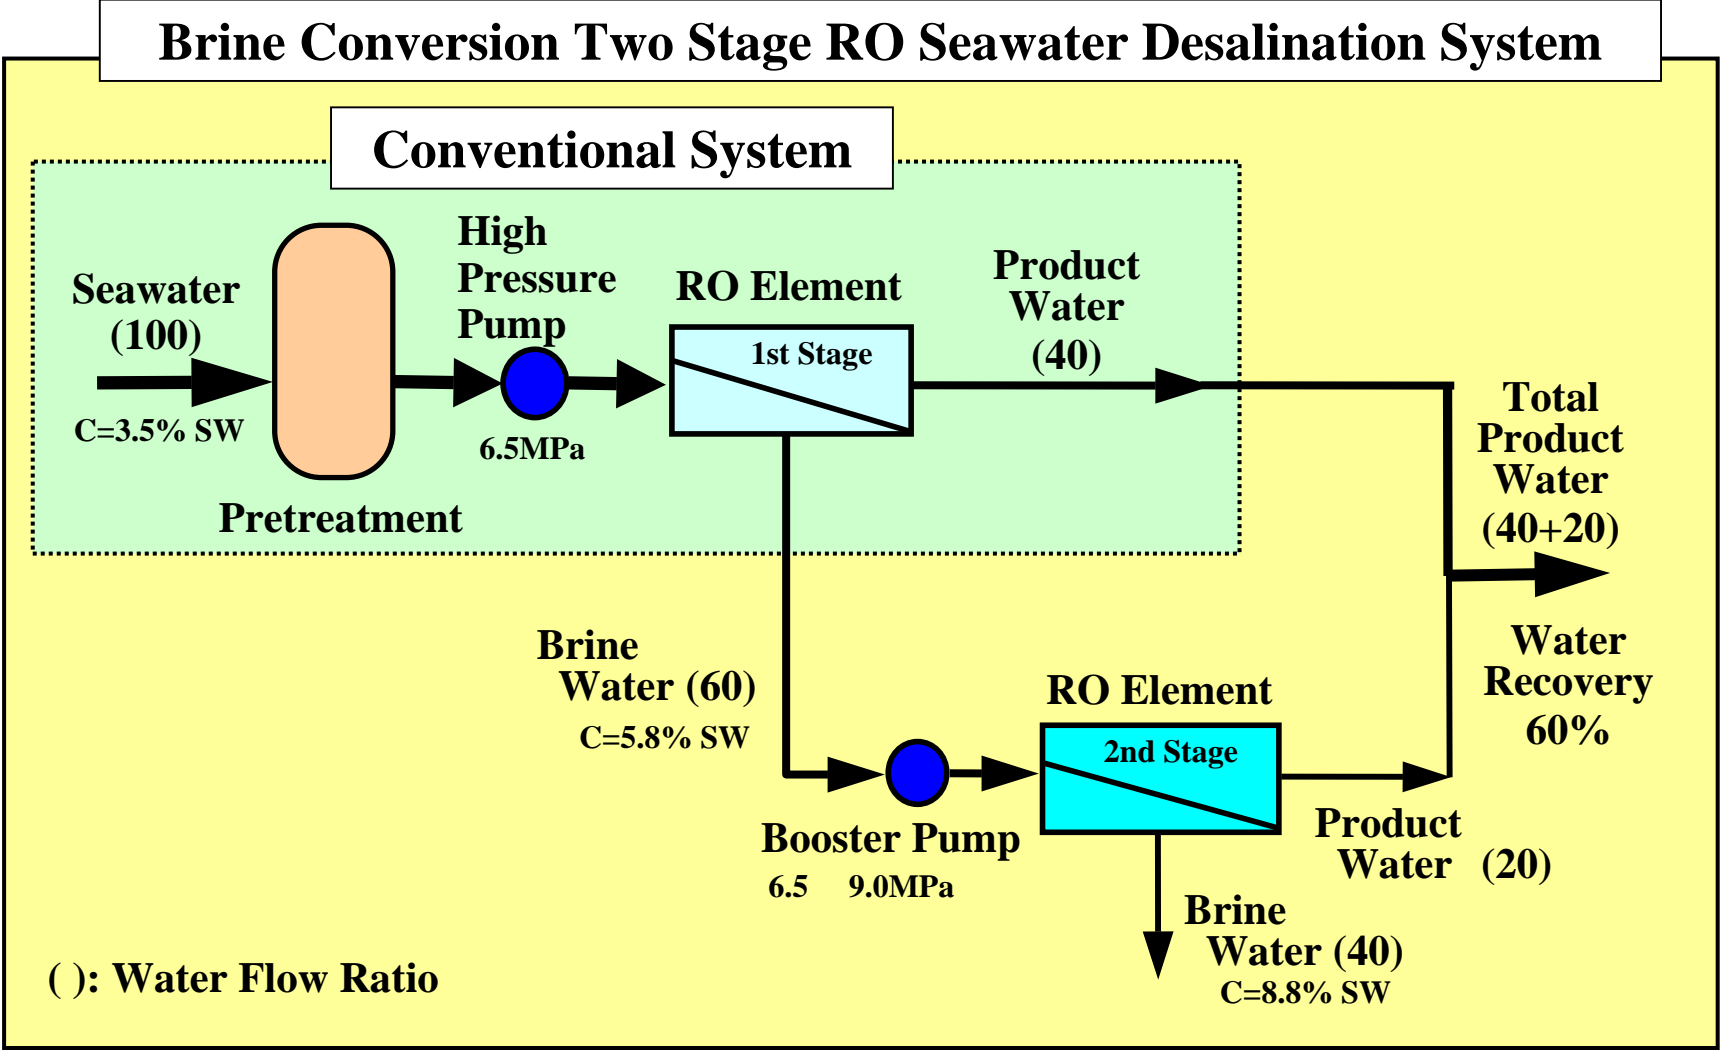 Brine Conversion Two Stage RO Seawater Desalination System
Conventional System
Seawater
(100)
C=3.5% SW
Pretreatment
High
Pressure
Pump
6.5MPa
RO Element
1st Stage
Product
Water
(40)
Total
Product
Water
(40+20)
Water
Recovery
60%
Brine
Water (60)
C=5.8% SW
Booster Pump
6.5 9.0MPa
RO Element
2nd Stage
Product
Water (20)
Brine
Water (40)
C=8.8% SW
( ): Water Flow Ratio